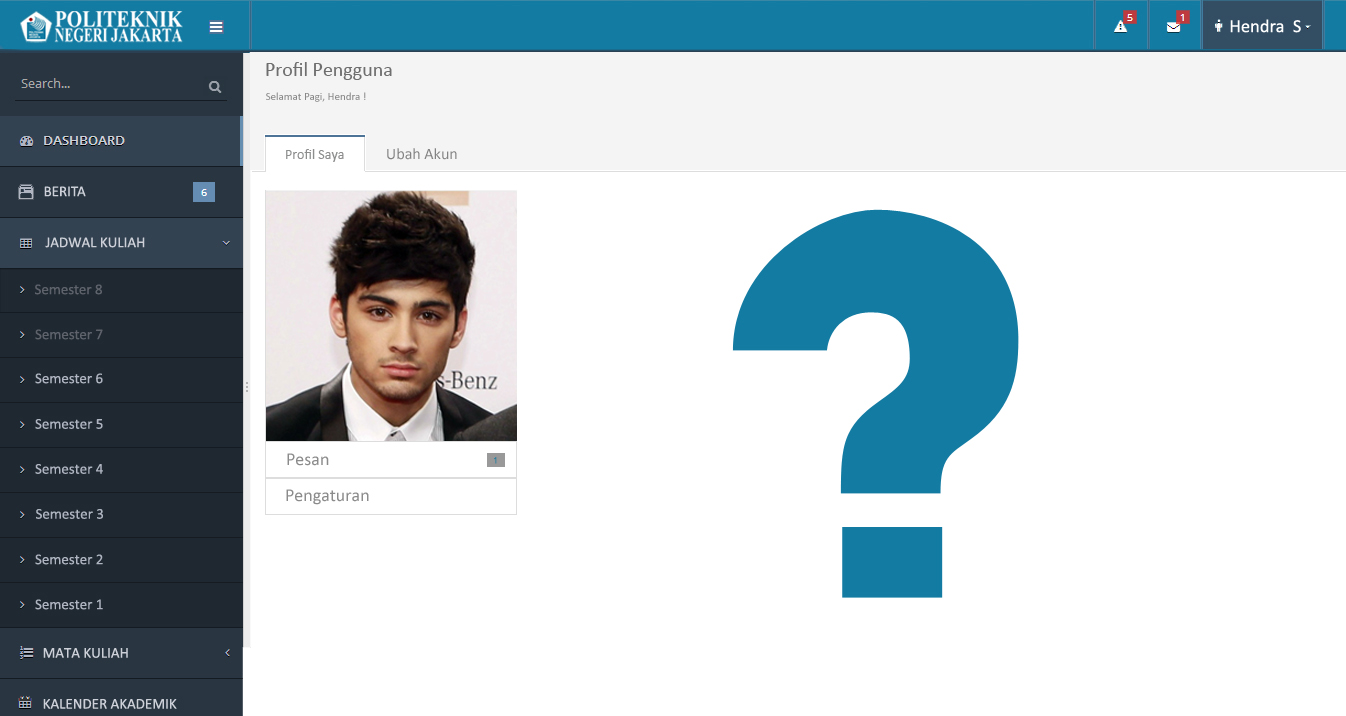 POLITEKNIK
NEGERI JAKARTA
5
1
Hendra S
Search...
DASHBOARD
BERITA
6
JADWAL KULIAH
Semester 8
Semester 7
Semester 6
Semester 5
Semester 4
Semester 3
Semester 2
Semester 1
MATA KULIAH
KALENDER AKADEMIK
Profil Pengguna
Selamat Pagi, Hendra !
Profil Saya
Ubah Akun
s-Benz
Pesan
1
Pengaturan
?